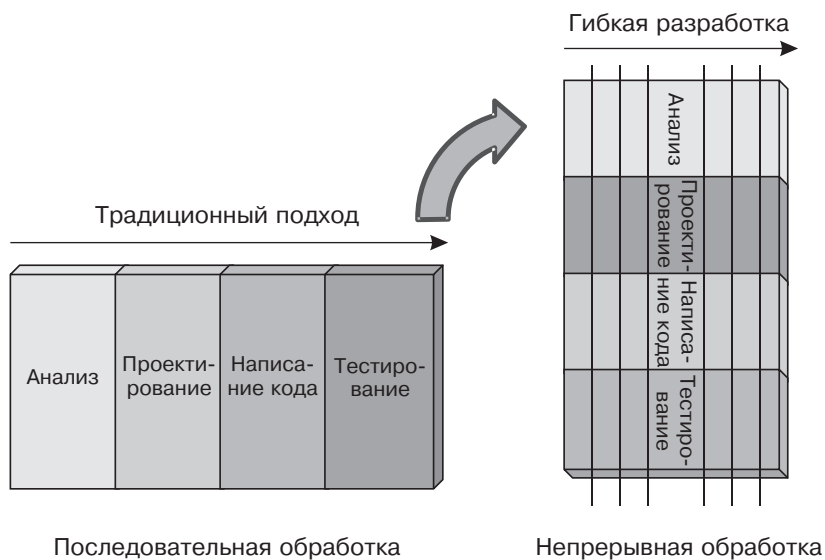 Гибкая разработка
Традиционный подход
Анализ
Проекти-
рование
Написа-
ние кода
Тестиро-
вание
Анализ
Проекти-
рование
Написа-
ние кода
Тестиро-
вание
Последовательная обработка
Непрерывная обработка